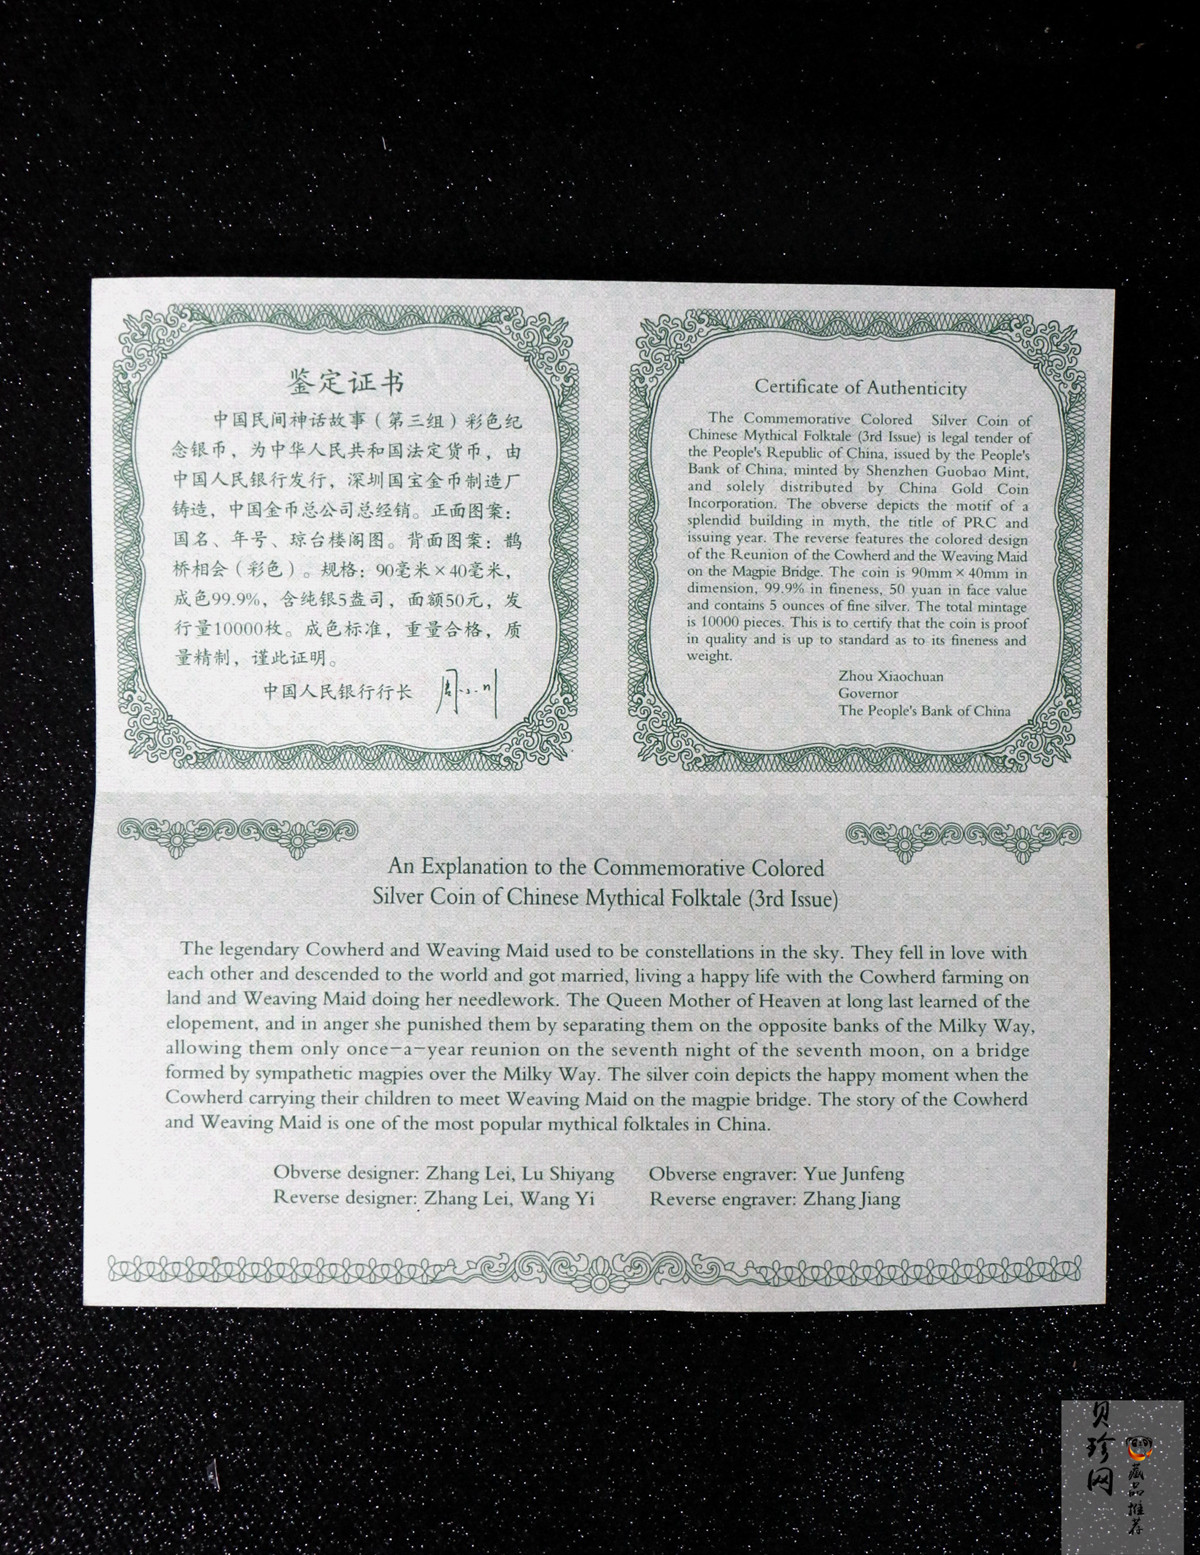 鉴定证书
中国民间神话故事（第三组）彩色纪
念银币，为中华人民共和国法定货币，由
中国人民银行发行，深圳国宝金币制造厂
铸造，中国金币总公司总经销。正面图案：
国名、年号、琼台楼阁图。背面图案：鹊
桥相会（彩色）。规格：90毫米×40毫米，
成色99.9%，含纯银5盎司，面额50元，发
行量10000枚。成色标准，重量合格，质
量精制，谨此证明。
中国人民银行行长 周小川
Certificate of Authenticity
The Commemorative Colored Silver Coin of
Chinese Mythical Folktale (3rd Issue) is legal tender of
the People's Republic of China, issued by the People's
Bank of China, minted by Shenzhen Guobao Mint,
and solely distributed by China Gold Coin
Incorporation. The obverse depicts the motif of a
splendid building in myth, the title of PRC and
issuing year. The reverse features the colored design
of the Reunion of the Cowherd and the Weaving Maid
on the Magpie Bridge. The coin is 90mm×40mm in
dimension, 99.9% in fineness, 50 yuan in face value
and contains 5 ounces of fine silver. The total mintage
is 10000 pieces. This is to certify that the coin is proof
in quality and is up to standard as to its fineness and
weight.
Zhou Xiaochuan
Governor
The People's Bank of China
An Explanation to the Commemorative Colored
Silver Coin of Chinese Mythical Folktale (3rd Issue)
The legendary Cowherd and Weaving Maid used to be constellations in the sky. They fell in love with
each other and descended to the world and got married, living a happy life with the Cowherd farming on
land and Weaving Maid doing her needlework. The Queen Mother of Heaven at long last learned of the
elopement, and in anger she punished them by separating them on the opposite banks of the Milky Way,
allowing them only once-a-year reunion on the seventh night of the seventh moon, on a bridge
formed by sympathetic magpies over the Milky Way. The silver coin depicts the happy moment when the
Cowherd carrying their children to meet Weaving Maid on the magpie bridge. The story of the Cowherd
and Weaving Maid is one of the most popular mythical folktales in China.
Obverse designer: Zhang Lei, Lu Shiyang Obverse engraver: Yue Junfeng
Reverse designer: Zhang Lei, Wang Yi Reverse engraver: Zhang Jiang
贝珍网
藏品推荐